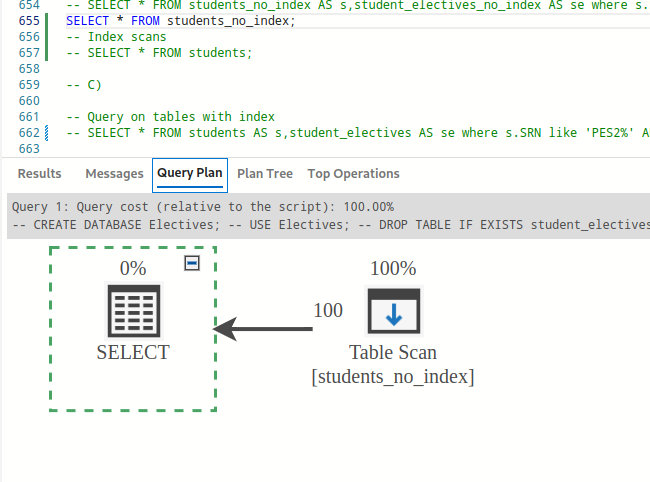 654 -- SELECT * FROM students_no_index AS s,student_electives_no_index AS se where s.
655 SELECT * FROM students_no_index;
656 -- Index scans
657 -- SELECT * FROM students;
658
659 -- C)
660
661 -- Query on tables with index
662 -- SELECT * FROM students AS s,student_electives AS se where s.SRN like 'PES2%' A
663
Results Messages Query Plan Plan Tree Top Operations
Query 1: Query cost (relative to the script): 100.00%
-- CREATE DATABASE Electives; -- USE Electives; -- DROP TABLE IF EXISTS student_electives
0% 100%
100
SELECT Table Scan
[students_no_index]